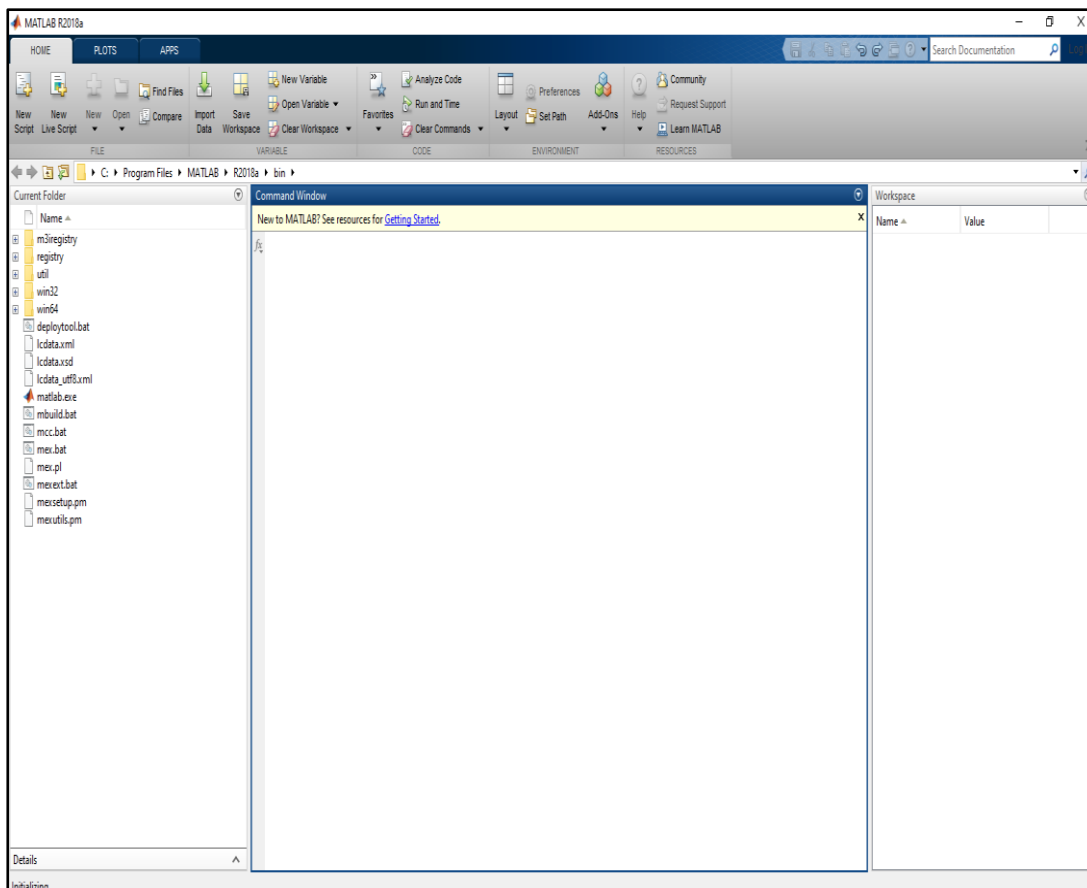 MATLAB R2018a
HOME PLOTS APPS
Search Documentation
Log
New Script
New Live Script
New
Open
Find Files
Compare
FILE
Import Data
Save Workspace
New Variable
Open Variable
Clear Workspace
VARIABLE
Favorites
Analyze Code
Run and Time
Clear Commands
CODE
Layout
Preferences
Set Path
Add-Ons
ENVIRONMENT
Help
Community
Request Support
Learn MATLAB
RESOURCES
C: Program Files MATLAB R2018a bin
Current Folder
Name
m3iregistry
registry
util
win32
win64
deploytool.bat
lcdata.xml
lcdata.xsd
lcdata_utf8.xml
matlab.exe
mbuild.bat
mcc.bat
mex.bat
mex.pl
mexext.bat
mexsetup.pm
mexutils.pm
Details
Command Window
New to MATLAB? See resources for Getting Started.
fx
Workspace
Name Value
Initializing